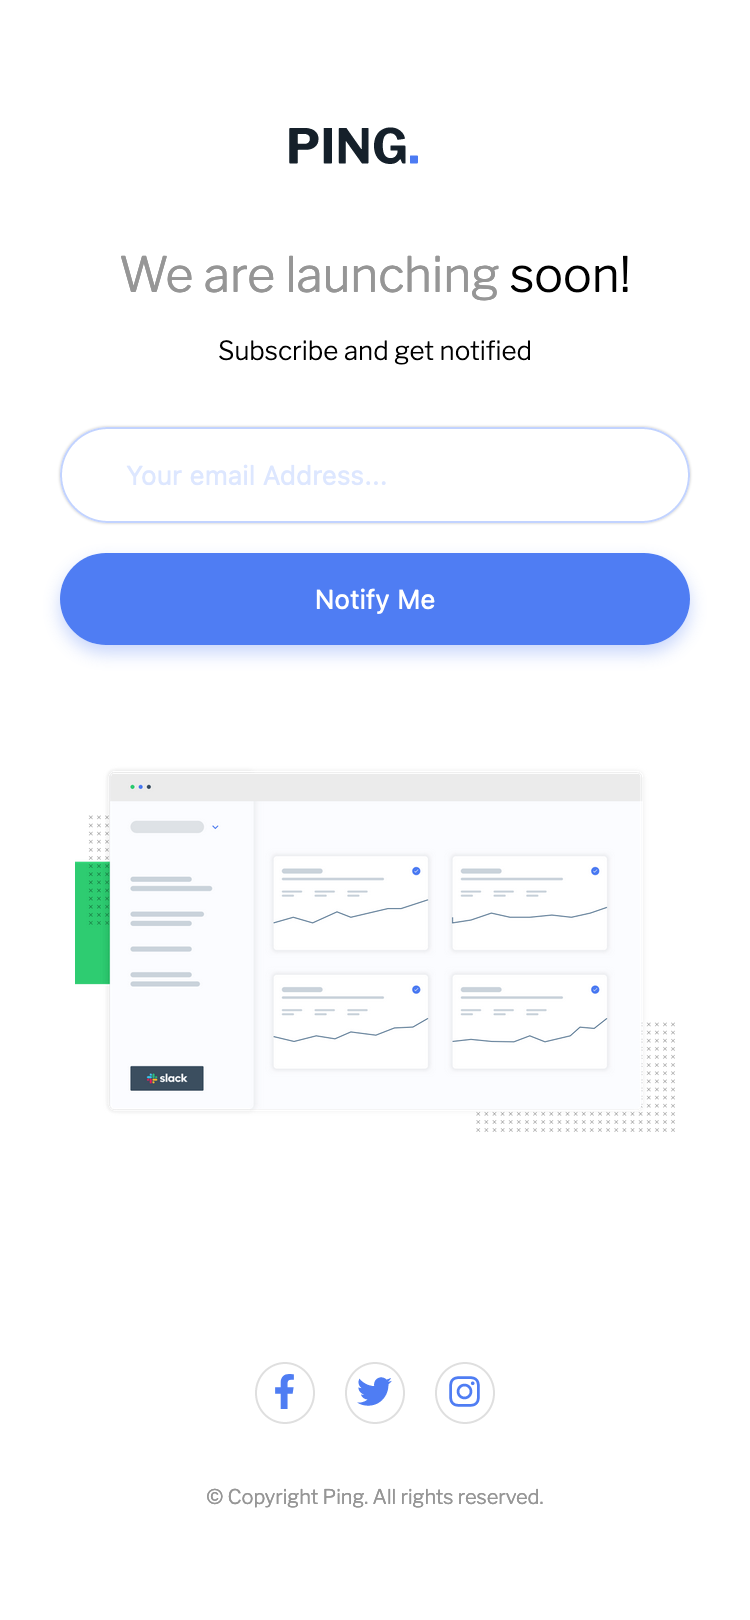 PING.
We are launching soon!
Subscribe and get notified
Your email Address...
Notify Me
slack
© Copyright Ping. All rights reserved.